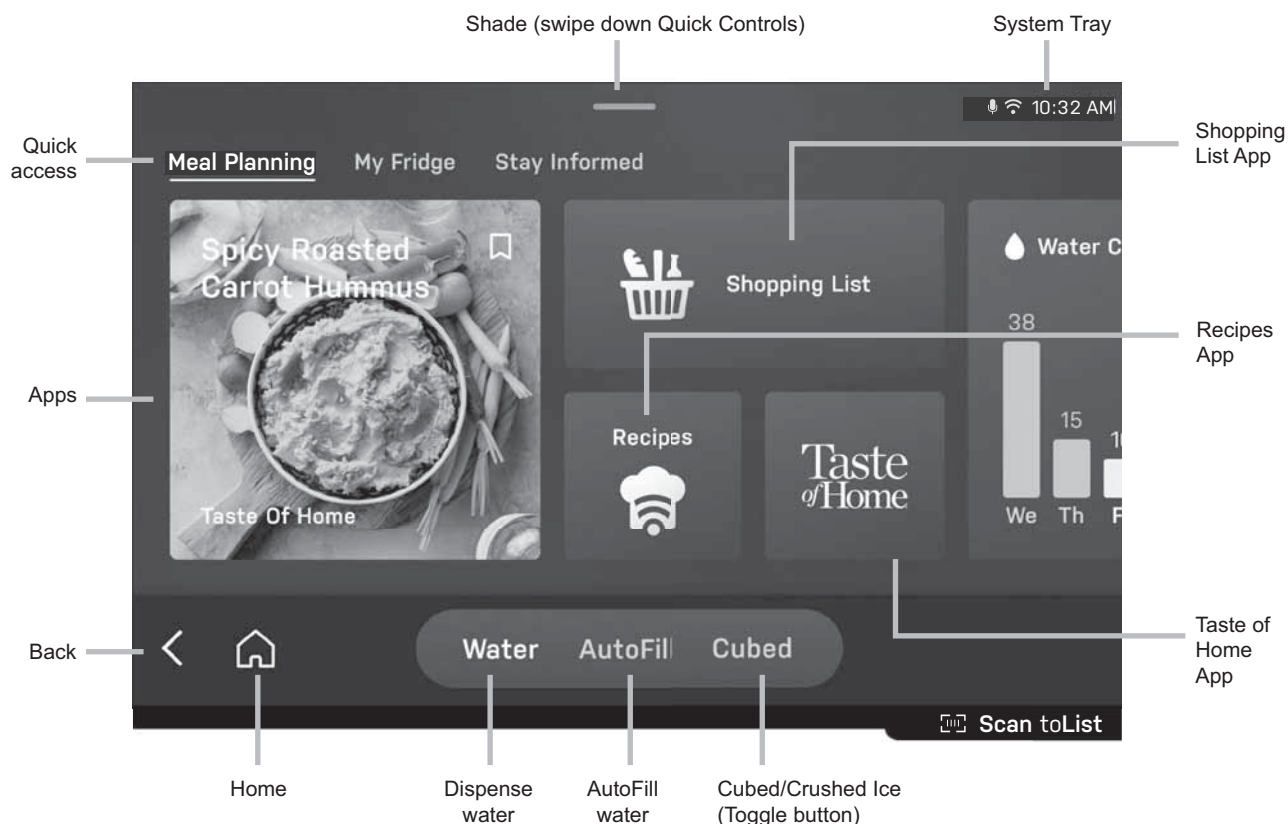 Shade (swipe down Quick Controls)
System Tray
10:32 AM
Quick
access
Meal Planning
My Fridge
Stay Informed
Shopping
List App
Spicy Roasted
Carrot Hummus
Shopping List
Water C
38
Recipes
App
Apps
Recipes
Taste
of Home
15
Taste Of Home
We
Th
F
Back
Water
AutoFill
Cubed
Taste of
Home
App
Scan toList
Home
Dispense
water
AutoFill
water
Cubed/Crushed Ice
(Toggle button)